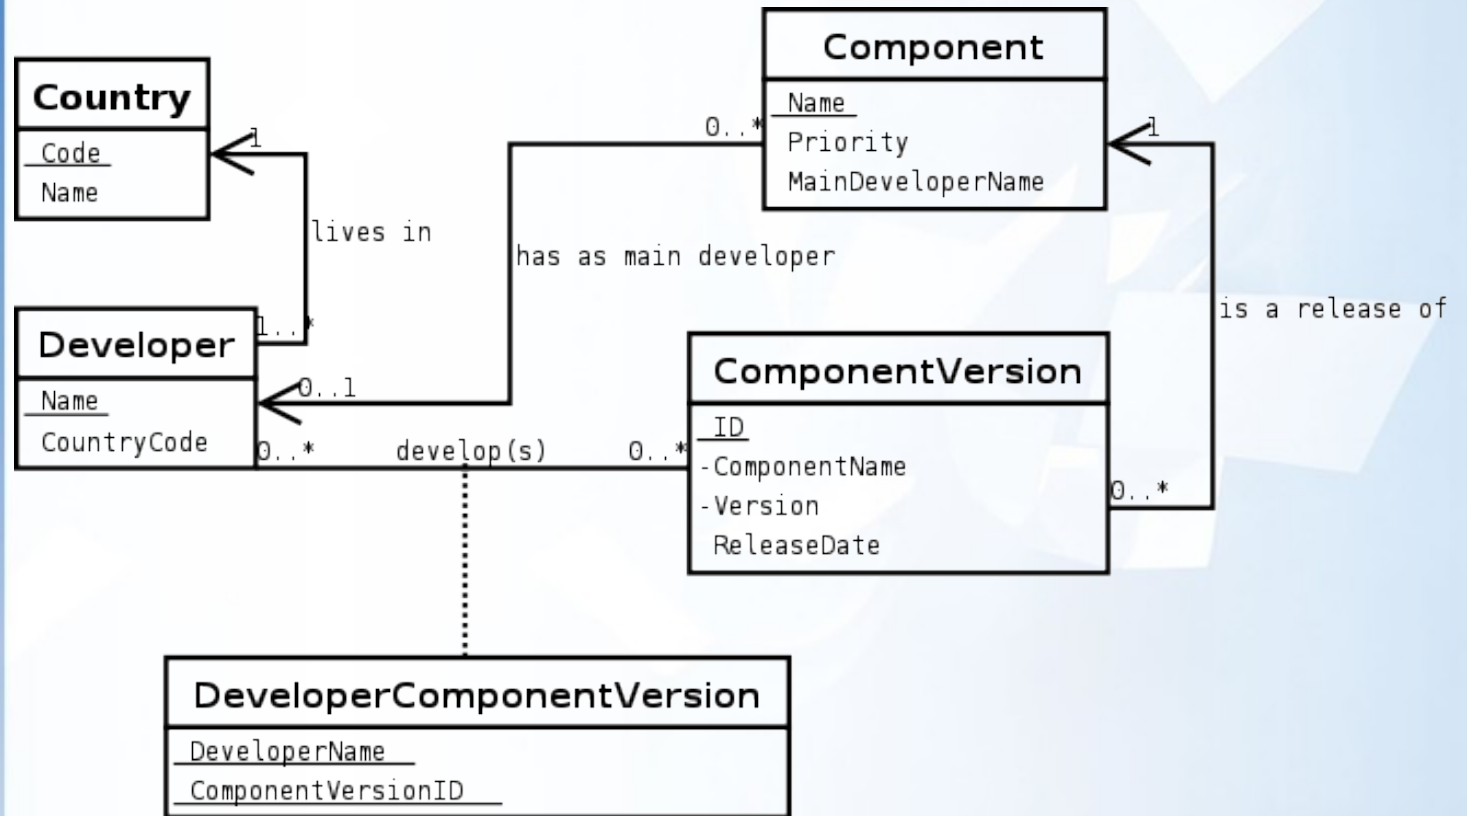 Component
Name
Priority
MainDeveloperName
Country
Code
Name
1
lives in
1..*
0..*
has as main developer
0..1
1
is a release of
0..*
Developer
Name
CountryCode
0..*
develop(s)
0..*
ComponentVersion
ID
-ComponentName
-Version
ReleaseDate
DeveloperComponentVersion
DeveloperName
ComponentVersionID